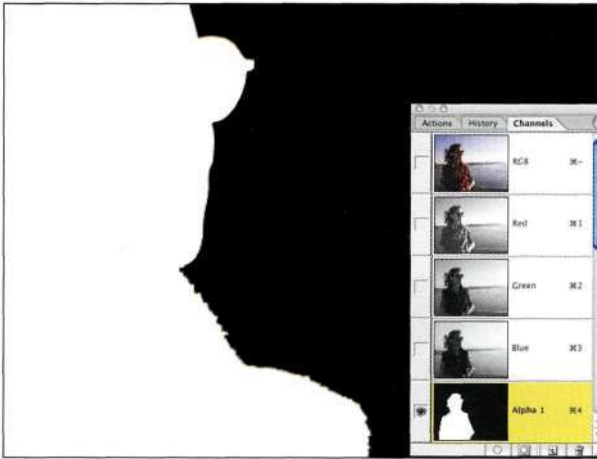 Actions History Channels
RGB ⌘~
Red ⌘1
Green ⌘2
Blue ⌘3
Alpha 1 ⌘4